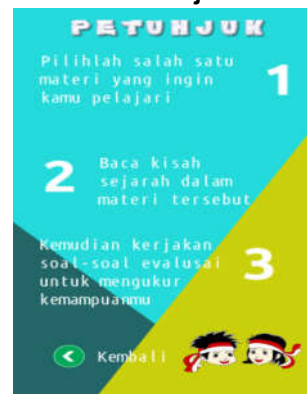 PETUNJUK
Pilihlah salah satu
materi yang ingin
kamu pelajari
1
2
Baca kisah
sejarah dalam
materi tersebut
Kemudian kerjakan
soal-soal evalusai
untuk mengukur
kemampuanmu
3
Kembali